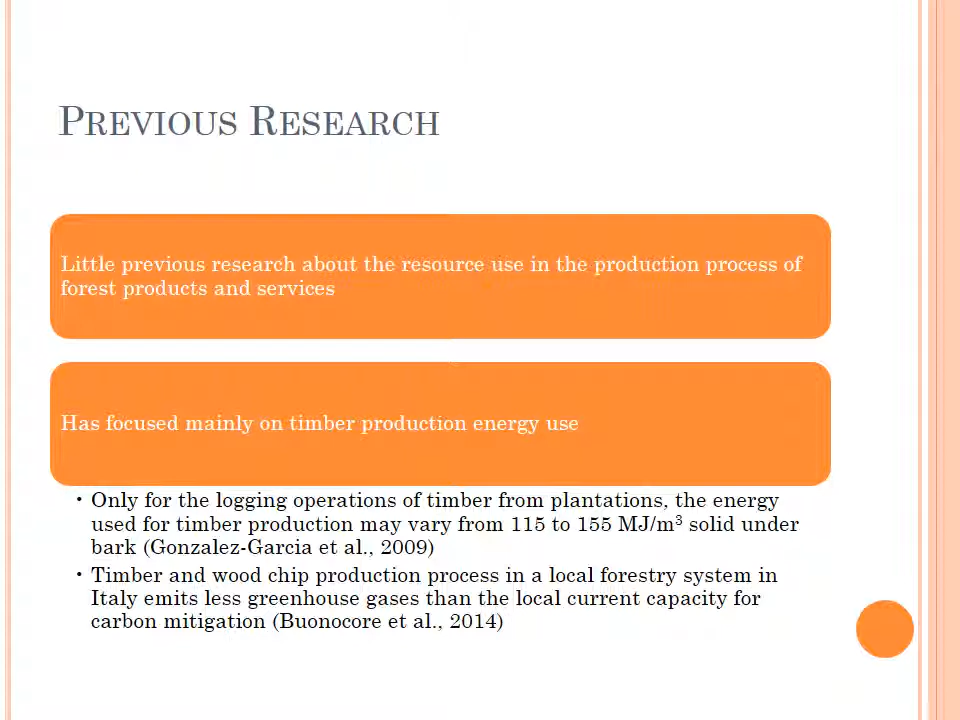 Previous Research
Little previous research about the resource use in the production process of
forest products and services
Has focused mainly on timber production energy use
• Only for the logging operations of timber from plantations, the energy
used for timber production may vary from 115 to 155 MJ/m³ solid under
bark (Gonzalez-Garcia et al., 2009)
• Timber and wood chip production process in a local forestry system in
Italy emits less greenhouse gases than the local current capacity for
carbon mitigation (Buonocore et al., 2014)